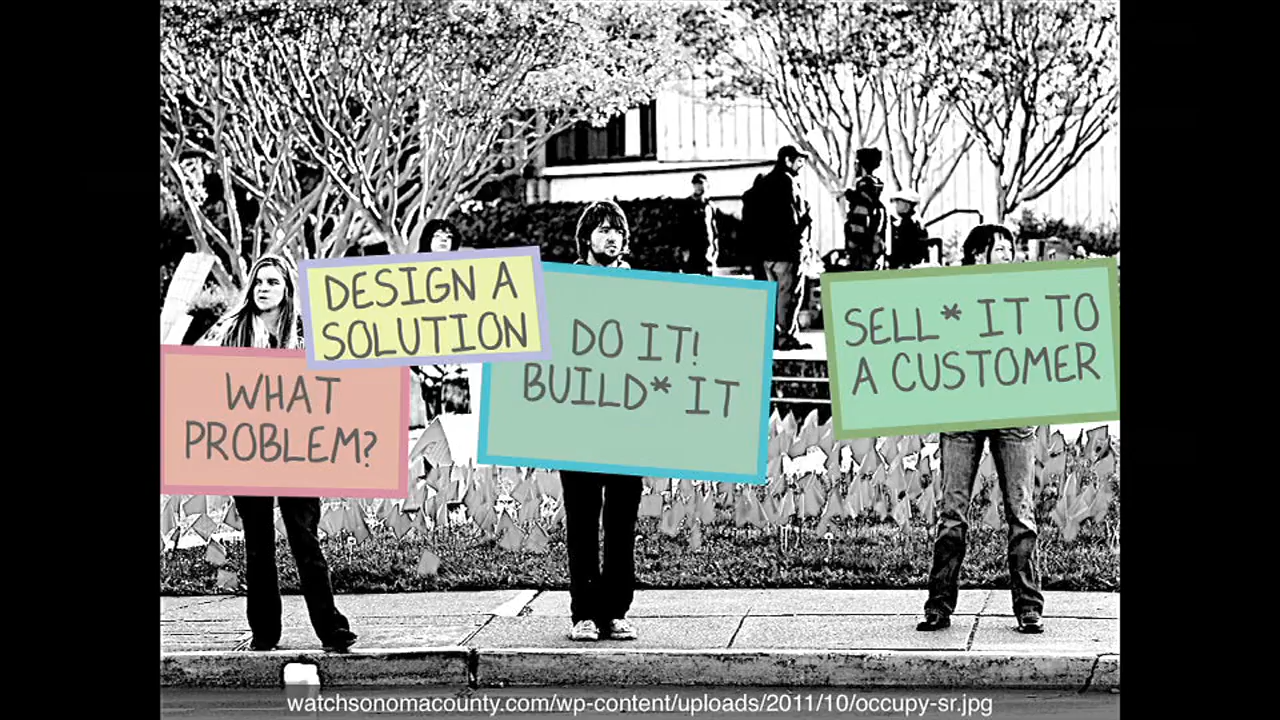 WHAT
PROBLEM?
DESIGN A
SOLUTION
DO IT!
BUILD* IT
SELL* IT TO
A CUSTOMER
watchsonomacounty.com/wp-content/uploads/2011/10/occupy-sr.jpg